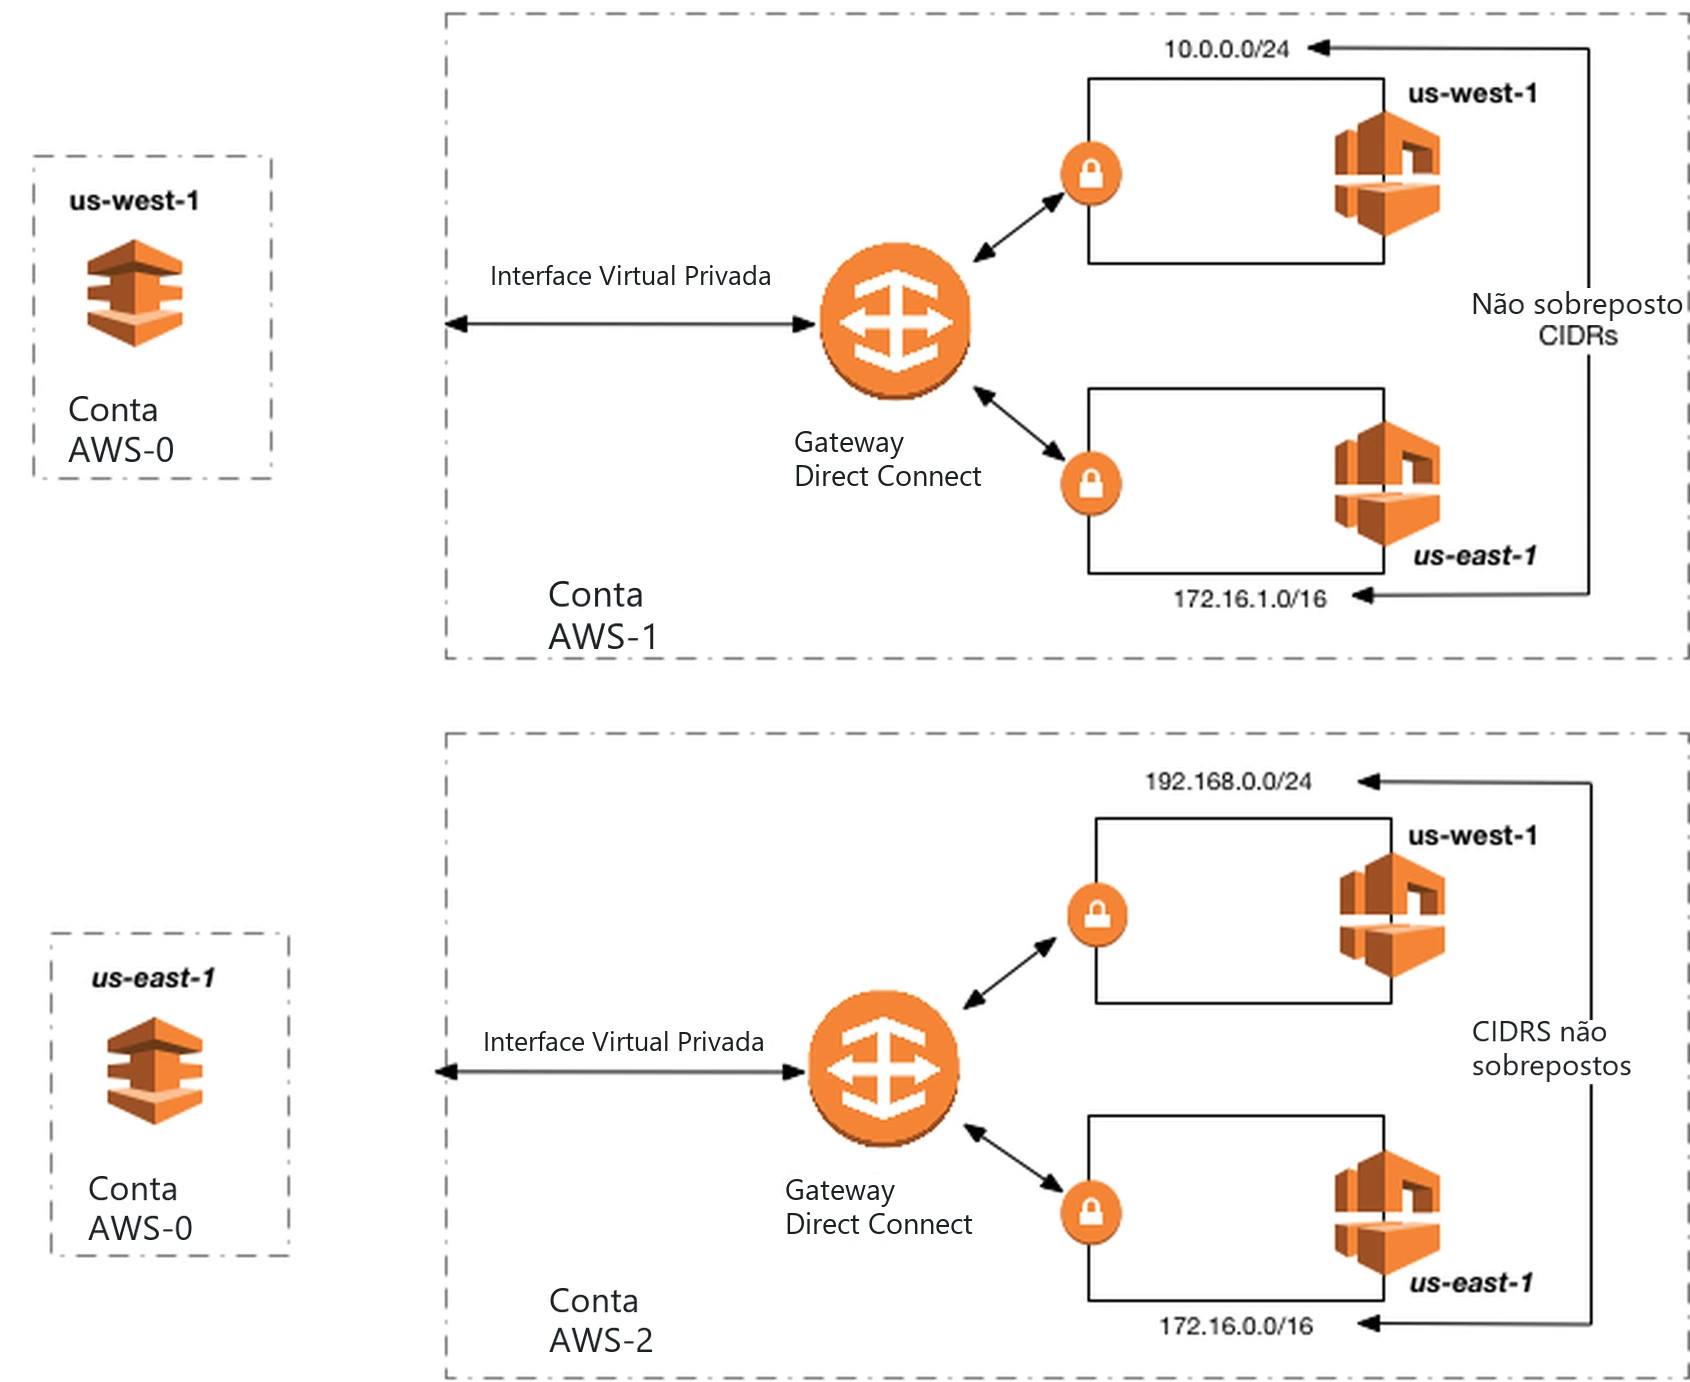 10.0.0.0/24
us-west-1
us-west-1
Interface Virtual Privada
Não sobreposto
CIDRs
Conta
AWS-0
Gateway
Direct Connect
us-east-1
172.16.1.0/16
Conta
AWS-1
192.168.0.0/24
us-west-1
us-east-1
Interface Virtual Privada
CIDRS não
sobrepostos
Conta
AWS-0
Gateway
Direct Connect
us-east-1
172.16.0.0/16
Conta
AWS-2